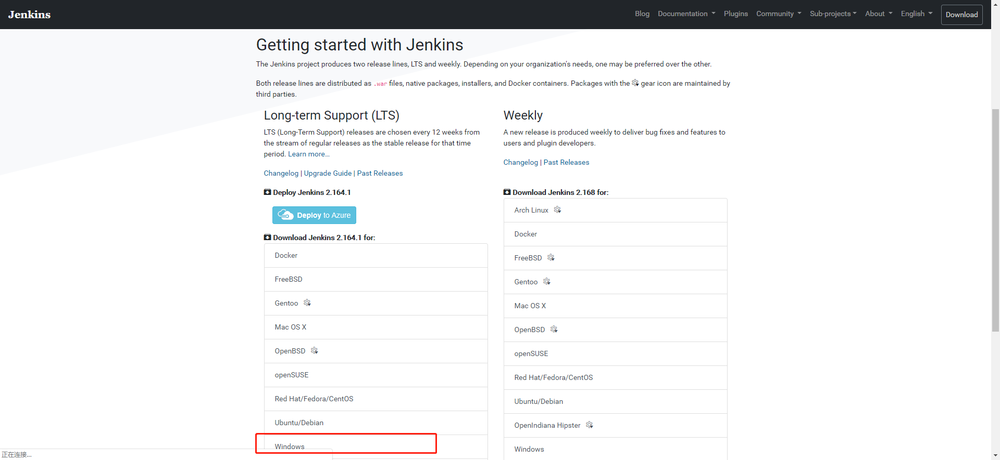 Jenkins
Blog Documentation Plugins Community Sub-projects About English Download
Getting started with Jenkins
The Jenkins project produces two release lines, LTS and weekly. Depending on your organization's needs, one may be preferred over the other.
Both release lines are distributed as .war files, native packages, installers, and Docker containers. Packages with the gear icon are maintained by
third parties.
Long-term Support (LTS)
LTS (Long-Term Support) releases are chosen every 12 weeks from
the stream of regular releases as the stable release for that time
period. Learn more...
Changelog | Upgrade Guide | Past Releases
Deploy Jenkins 2.164.1
Deploy to Azure
Download Jenkins 2.164.1 for:
Docker
FreeBSD
Gentoo
Mac OS X
OpenBSD
openSUSE
Red Hat/Fedora/CentOS
Ubuntu/Debian
Windows
Weekly
A new release is produced weekly to deliver bug fixes and features to
users and plugin developers.
Changelog | Past Releases
Download Jenkins 2.168 for:
Arch Linux
Docker
FreeBSD
Gentoo
Mac OS X
OpenBSD
openSUSE
Red Hat/Fedora/CentOS
Ubuntu/Debian
OpenIndiana Hipster
Windows
正在连接...